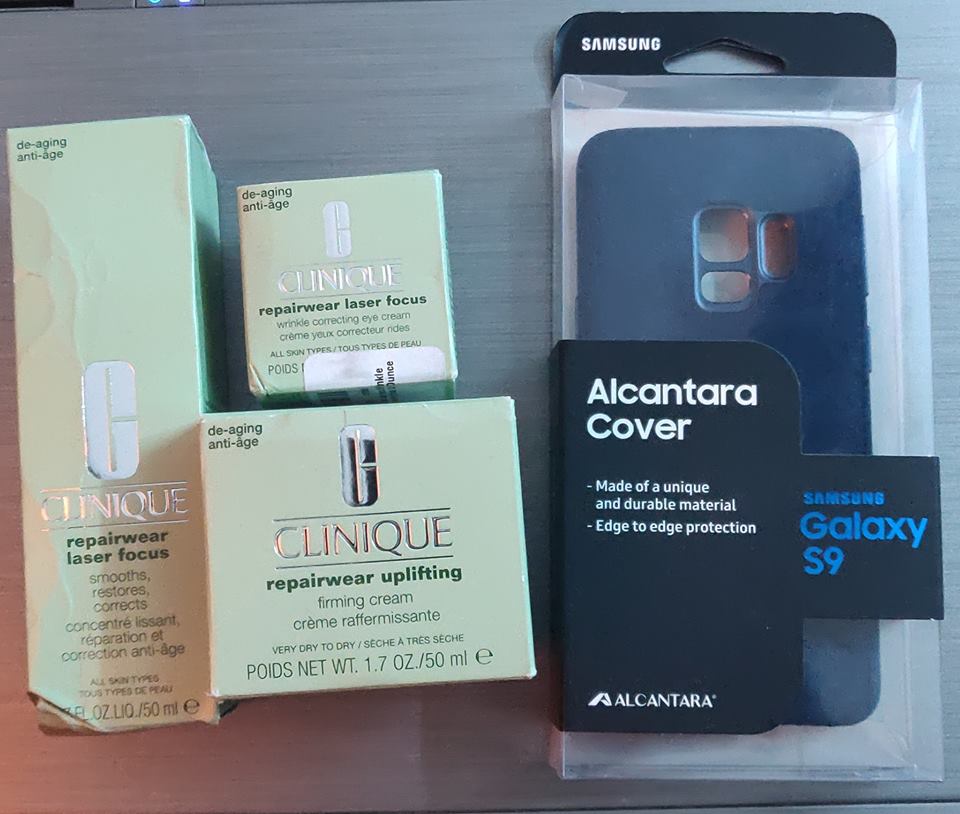 de-aging
anti-âge
CLINIQUE
repairwear
laser focus
smooths,
restores,
corrects
concentré lissant,
réparation et
correction anti-âge
ALL SKIN TYPES
TOUS TYPES DE PEAU
FL.OZ.LIQ./50 ml e
de-aging
anti-âge
CLINIQUE
repairwear laser focus
wrinkle correcting eye cream
crème yeux correcteur rides
ALL SKIN TYPES / TOUS TYPES DE PEAU
POIDS
de-aging
anti-âge
CLINIQUE
repairwear uplifting
firming cream
crème raffermissante
VERY DRY TO DRY / SÈCHE À TRÈS SÈCHE
POIDS NET WT. 1.7 OZ./50 ml e
SAMSUNG
Alcantara
Cover
- Made of a unique
and durable material
- Edge to edge protection
SAMSUNG
Galaxy
S9
ALCANTARA®